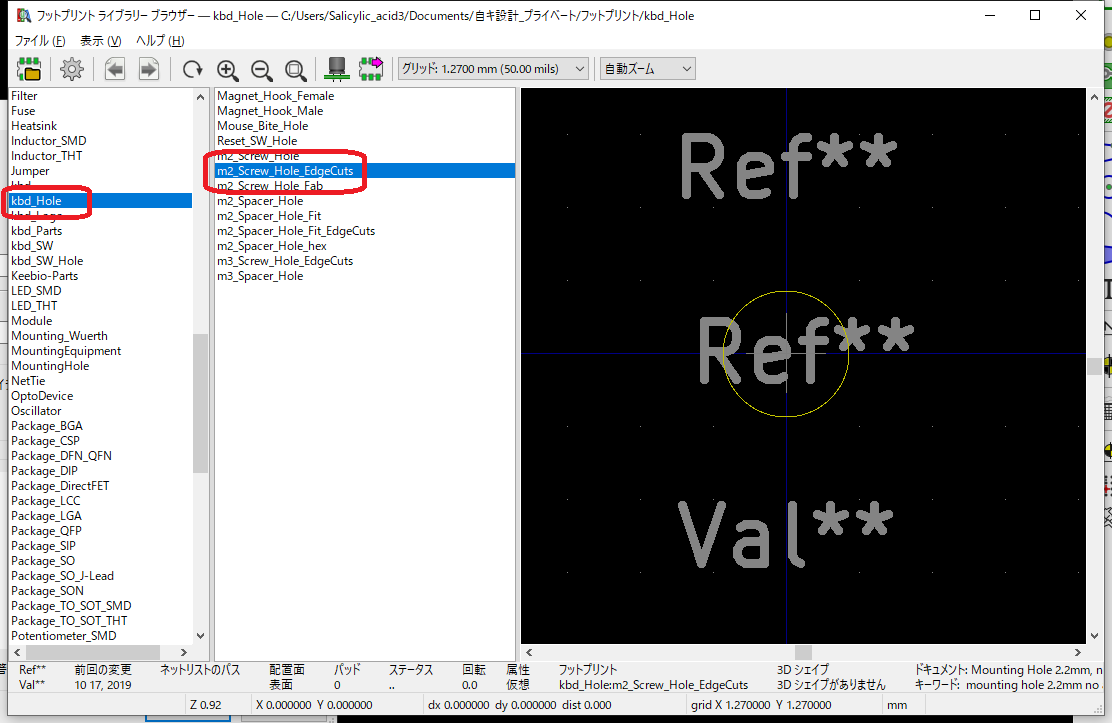 フットプリント ライブラリー ブラウザー — kbd_Hole — C:/Users/Salicylic_acid3/Documents/自キ設計_プライベート/フットプリント/kbd_Hole
ファイル (F) 表示 (V) ヘルプ (H)
グリッド: 1.2700 mm (50.00 mils)
自動ズーム
Filter
Fuse
Heatsink
Inductor_SMD
Inductor_THT
Jumper
kbd
kbd_Hole
kbd_Logo
kbd_Parts
kbd_SW
kbd_SW_Hole
Keebio-Parts
LED_SMD
LED_THT
Module
Mounting_Wuerth
MountingEquipment
MountingHole
NetTie
OptoDevice
Oscillator
Package_BGA
Package_CSP
Package_DFN_QFN
Package_DIP
Package_DirectFET
Package_LCC
Package_LGA
Package_QFP
Package_SIP
Package_SO
Package_SO_J-Lead
Package_SON
Package_TO_SOT_SMD
Package_TO_SOT_THT
Potentiometer_SMD
Magnet_Hook_Female
Magnet_Hook_Male
Mouse_Bite_Hole
Reset_SW_Hole
m2_Screw_Hole
m2_Screw_Hole_EdgeCuts
m2_Screw_Hole_Fab
m2_Spacer_Hole
m2_Spacer_Hole_Fit
m2_Spacer_Hole_Fit_EdgeCuts
m2_Spacer_Hole_hex
m3_Screw_Hole_EdgeCuts
m3_Spacer_Hole
Ref**
Ref**
Val**
Ref** 前回の変更 ネットリストのパス 配置面 パッド ステータス 回転 属性 フットプリント 3D シェイプ ドキュメント: Mounting Hole 2.2mm, n
Val** 10 17, 2019 表面 0 .. 0.0 仮想 kbd_Hole:m2_Screw_Hole_EdgeCuts 3D シェイプがありません キーワード: mounting hole 2.2mm no
Z 0.92 X 0.000000 Y 0.000000 dx 0.000000 dy 0.000000 dist 0.000 grid X 1.270000 Y 1.270000 mm